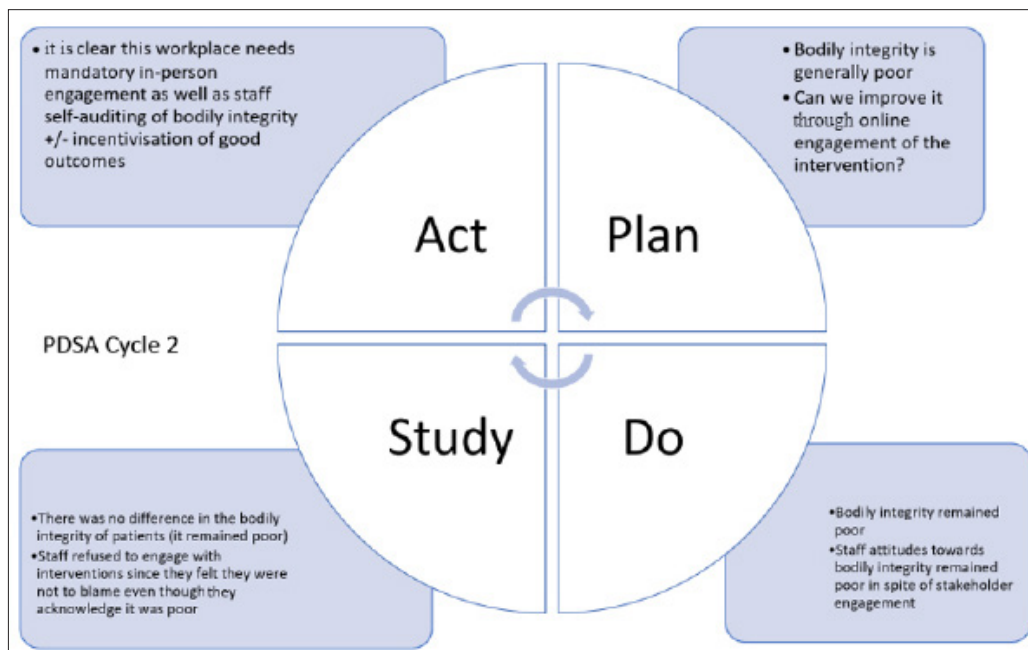 • it is clear this workplace needs
mandatory in-person
engagement as well as staff
self-auditing of bodily integrity
+/- incentivisation of good
outcomes
• Bodily integrity is
generally poor
• Can we improve it
through online
engagement of the
intervention?
Act
Plan
PDSA Cycle 2
Study
Do
•There was no difference in the bodily
integrity of patients (it remained poor)
•Staff refused to engage with
interventions since they felt they were
not to blame even though they
acknowledge it was poor
•Bodily integrity remained
poor
•Staff attitudes towards
bodily integrity remained
poor in spite of stakeholder
engagement